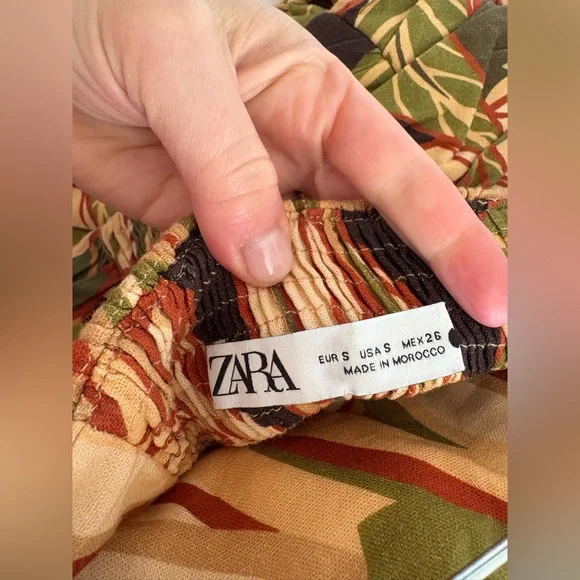 ZARA
EUR S USA S MEX 26
MADE IN MOROCCO